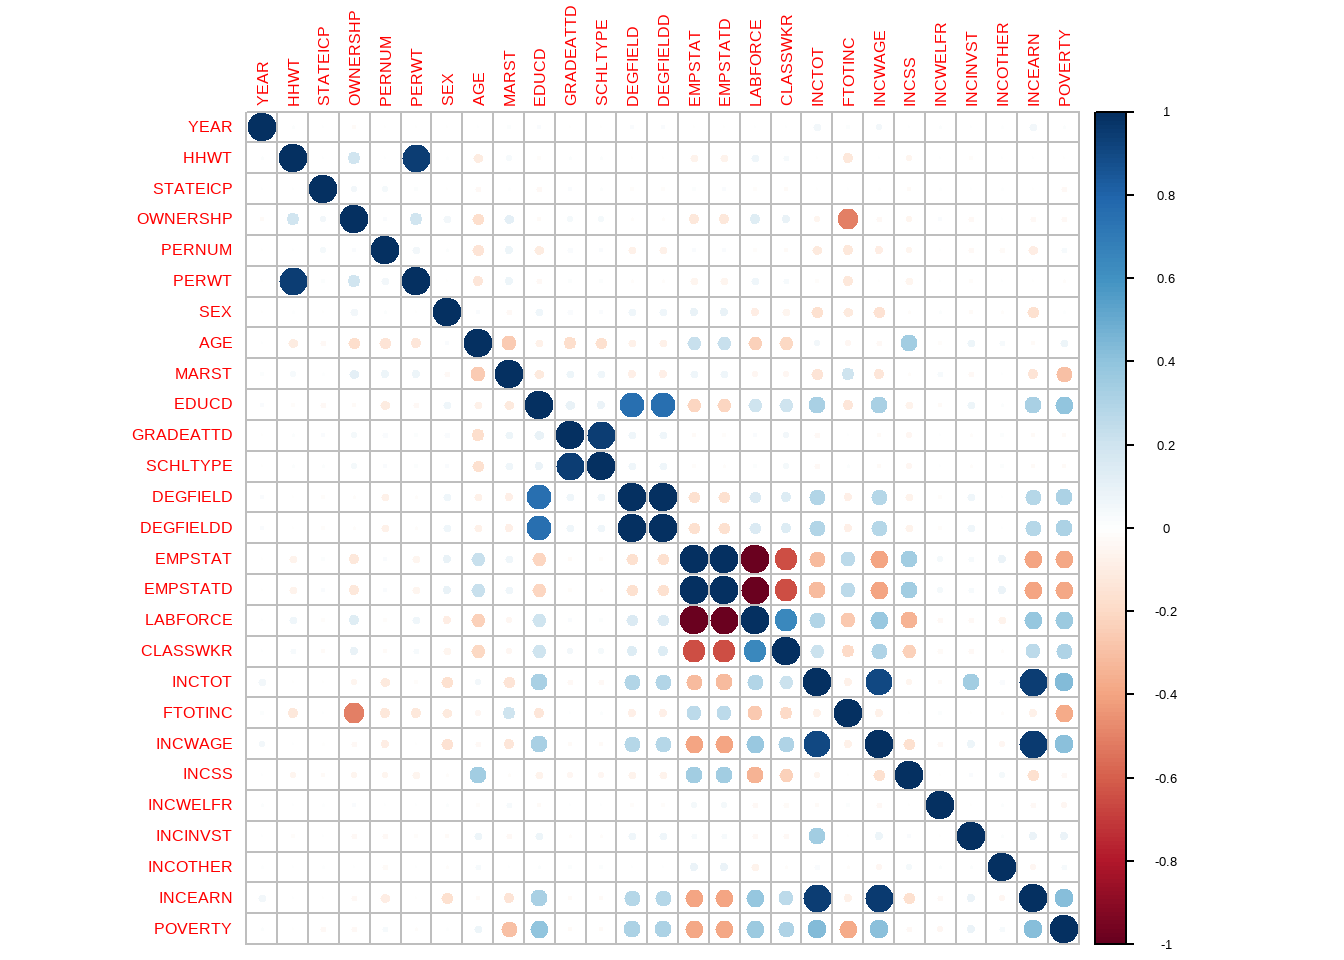 YEAR
HHWT
STATEICP
OWNERSHP
PERNUM
PERWT
SEX
AGE
MARST
EDUCD
GRADEATTD
SCHLTYPE
DEGFIELD
DEGFIELDD
EMPSTAT
EMPSTATD
LABFORCE
CLASSWKR
INCTOT
FTOTINC
INCWAGE
INCSS
INCWELFR
INCINVST
INCOTHER
INCEARN
POVERTY
YEAR
HHWT
STATEICP
OWNERSHP
PERNUM
PERWT
SEX
AGE
MARST
EDUCD
GRADEATTD
SCHLTYPE
DEGFIELD
DEGFIELDD
EMPSTAT
EMPSTATD
LABFORCE
CLASSWKR
INCTOT
FTOTINC
INCWAGE
INCSS
INCWELFR
INCINVST
INCOTHER
INCEARN
POVERTY
1
0.8
0.6
0.4
0.2
0
-0.2
-0.4
-0.6
-0.8
-1